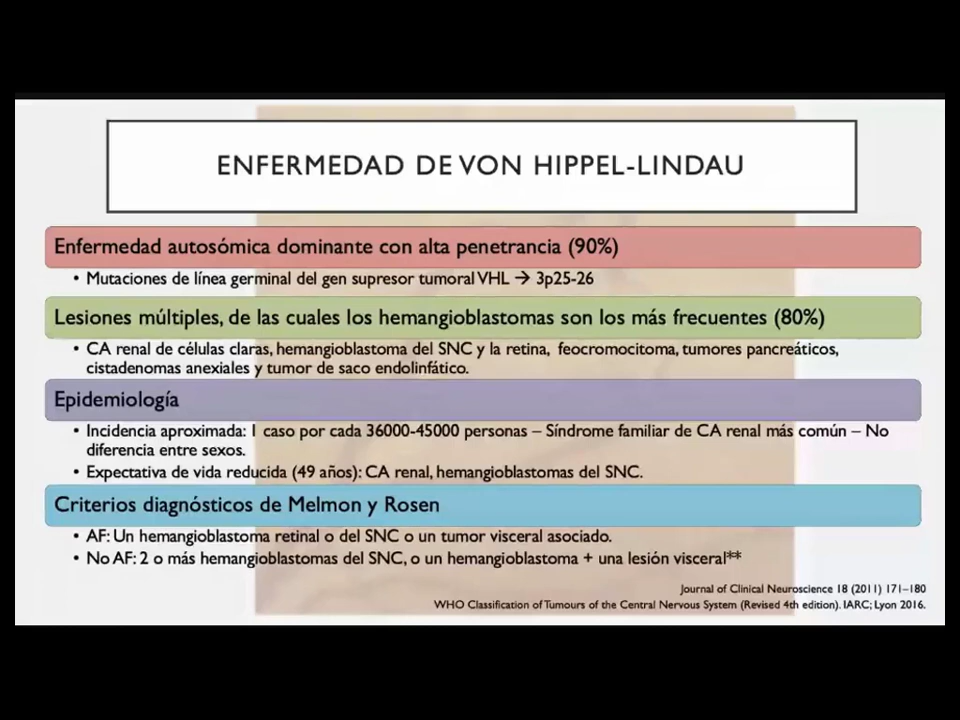 ENFERMEDAD DE VON HIPPEL-LINDAU
Enfermedad autosómica dominante con alta penetrancia (90%)
• Mutaciones de línea germinal del gen supresor tumoral VHL → 3p25-26
Lesiones múltiples, de las cuales los hemangioblastomas son los más frecuentes (80%)
• CA renal de células claras, hemangioblastoma del SNC y la retina, feocromocitoma, tumores pancreáticos,
cistadenomas anexiales y tumor de saco endolinfático.
Epidemiología
• Incidencia aproximada: 1 caso por cada 36000-45000 personas – Síndrome familiar de CA renal más común – No
diferencia entre sexos.
• Expectativa de vida reducida (49 años): CA renal, hemangioblastomas del SNC.
Criterios diagnósticos de Melmon y Rosen
• AF: Un hemangioblastoma retinal o del SNC o un tumor visceral asociado.
• No AF: 2 o más hemangioblastomas del SNC, o un hemangioblastoma + una lesión visceral**
Journal of Clinical Neuroscience 18 (2011) 171–180
WHO Classification of Tumours of the Central Nervous System (Revised 4th edition). IARC; Lyon 2016.